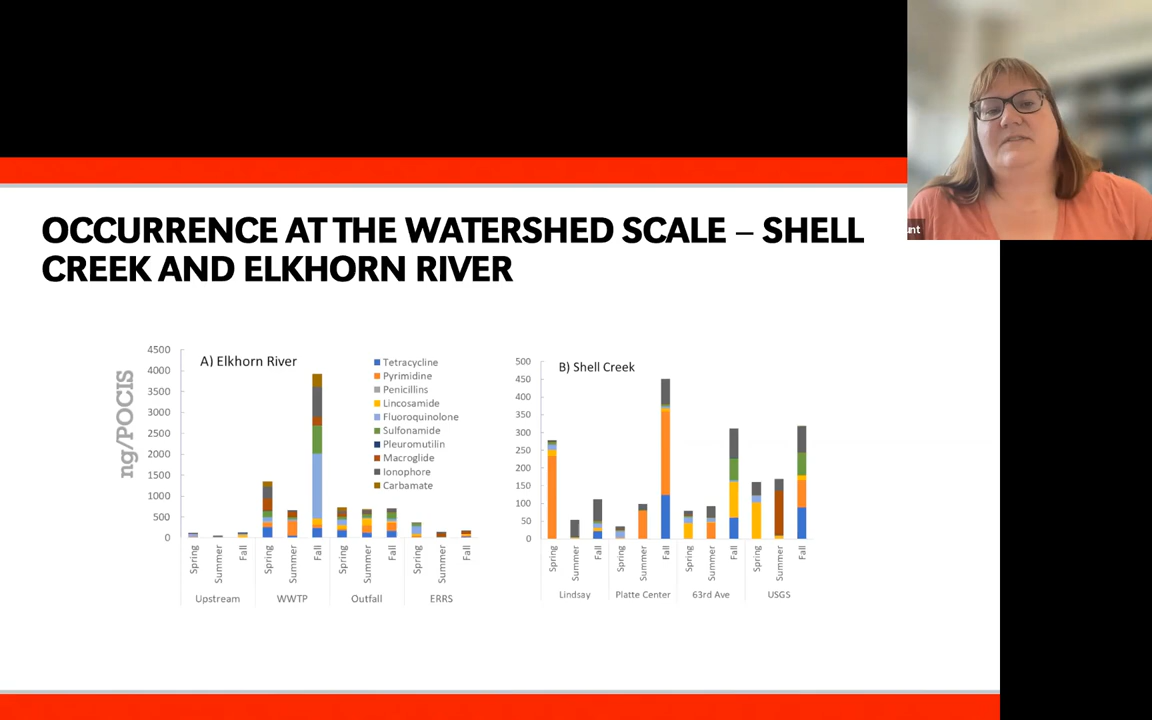 unt
OCCURRENCE AT THE WATERSHED SCALE – SHELL
CREEK AND ELKHORN RIVER
ng/POCIS
4500
4000
3500
3000
2500
2000
1500
1000
500
0
A) Elkhorn River
Tetracycline
Pyrimidine
Penicillins
Lincosamide
Fluoroquinolone
Sulfonamide
Pleuromutilin
Macroglide
Ionophore
Carbamate
Spring
Summer
Fall
Spring
Summer
Fall
Spring
Summer
Fall
Spring
Summer
Fall
Upstream
WWTP
Outfall
ERRS
500
450
400
350
300
250
200
150
100
50
0
B) Shell Creek
Spring
Summer
Fall
Spring
Summer
Fall
Spring
Summer
Fall
Spring
Summer
Fall
Lindsay
Platte Center
63rd Ave
USGS